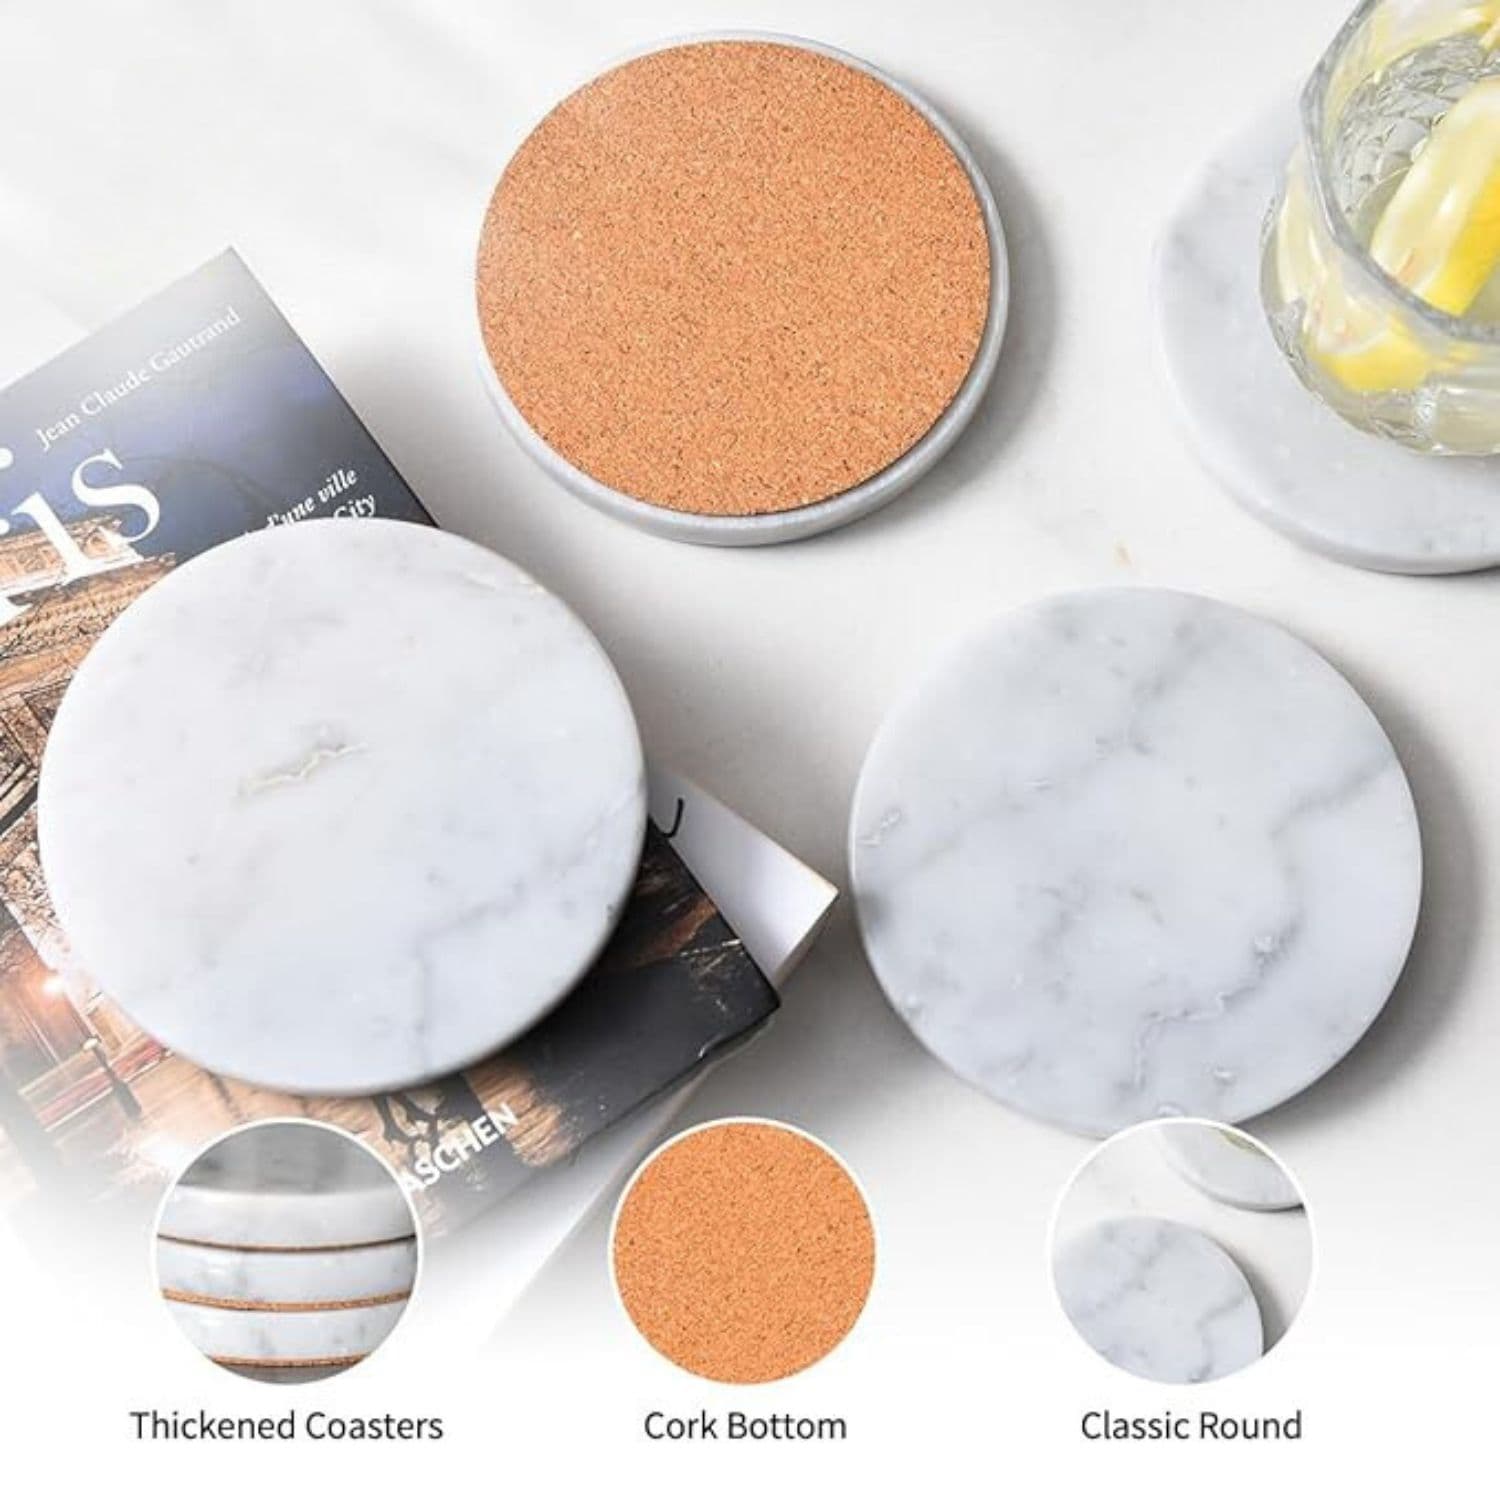 Jean Claude Gautrand
is
d'une ville
City
ASCHEN
Thickened Coasters
Cork Bottom
Classic Round